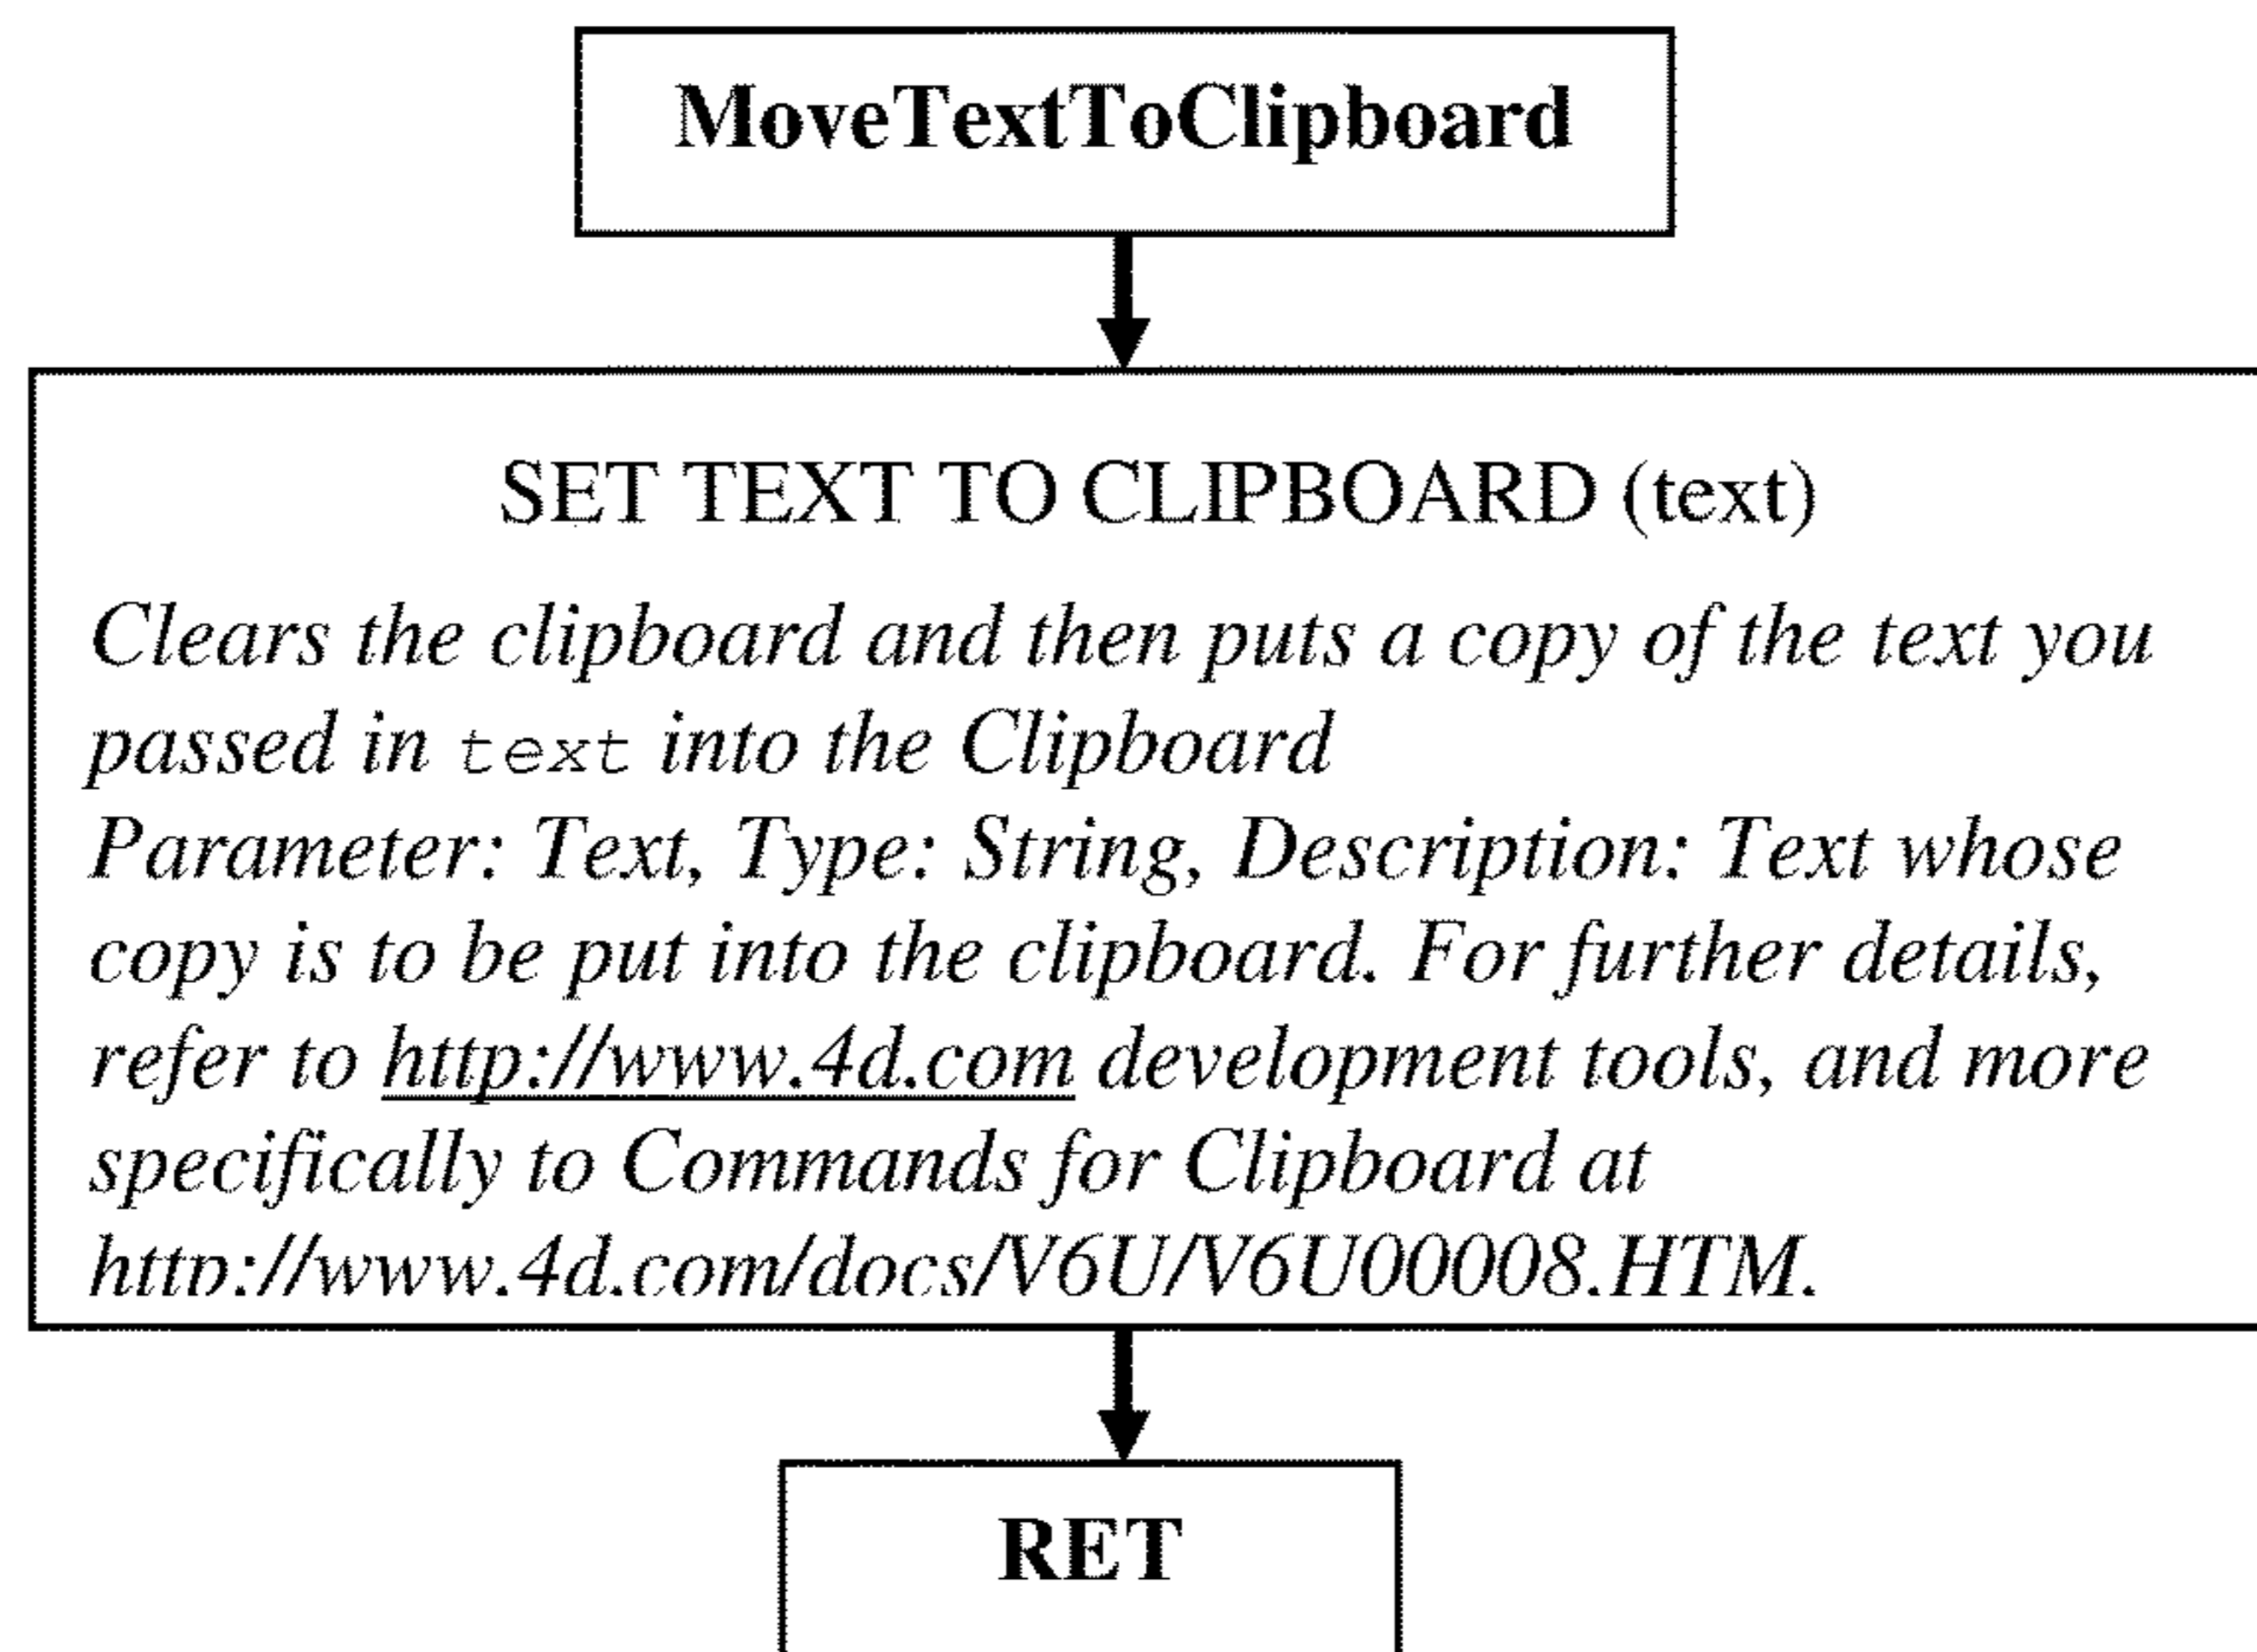 MoveTextToClipboard
SET TEXT TO CLIPBOARD (text)
Clears the clipboard and then puts a copy of the text you
passed in text into the Clipboard
Parameter: Text, Type: String, Description: Text whose
copy is to be put into the clipboard. For further details,
refer to http://www.4d.com development tools, and more
specifically to Commands for Clipboard at
http://www.4d.com/docs/V6U/V6U00008.HTM.
RET